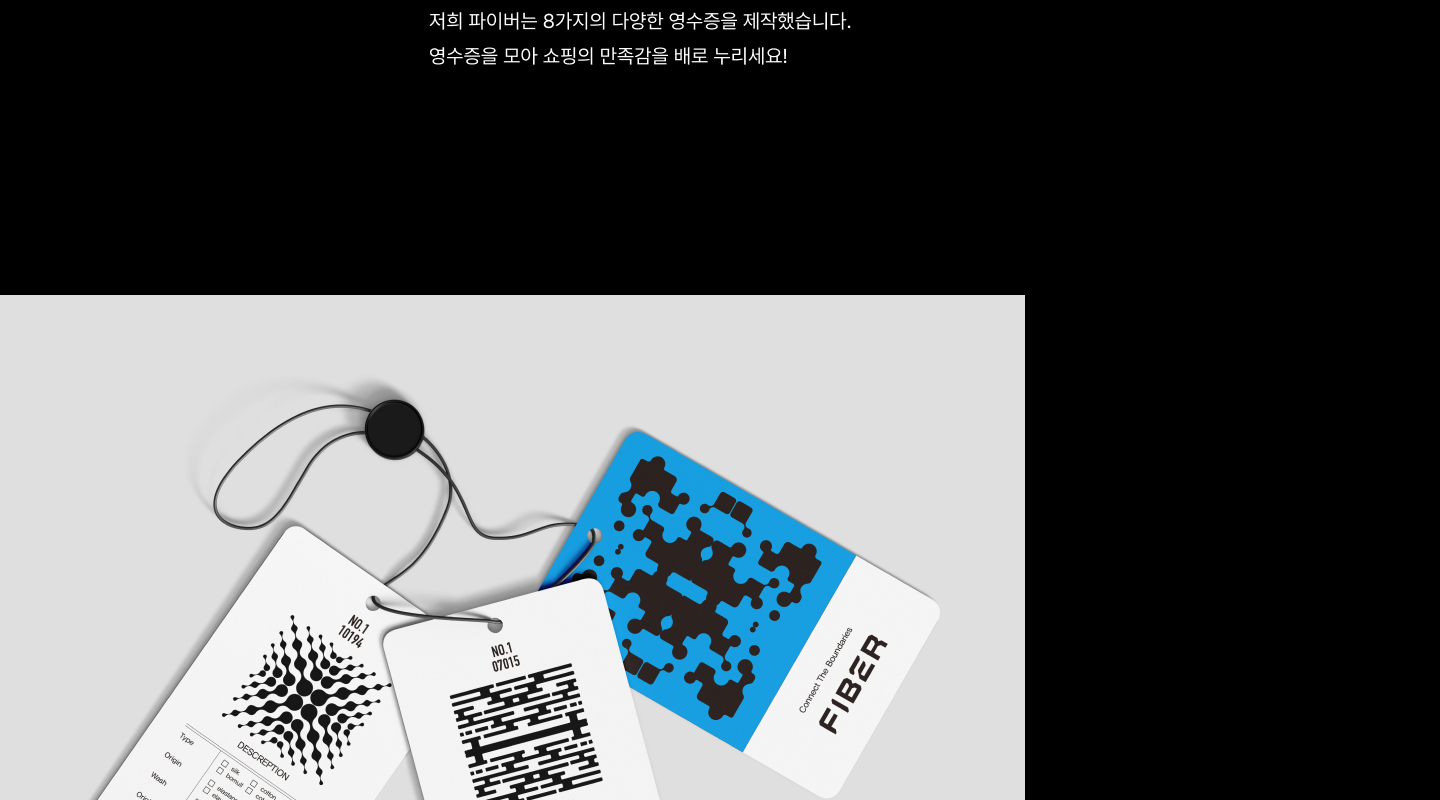 저희 파이버는 8가지의 다양한 영수증을 제작했습니다.
영수증을 모아 쇼핑의 만족감을 배로 누리세요!
NO.1
10194
DESCREPTION
Type
Origin
Wash
silk
bomull
cotton
NO.1
07015
Connect The Boundaries
FIBER